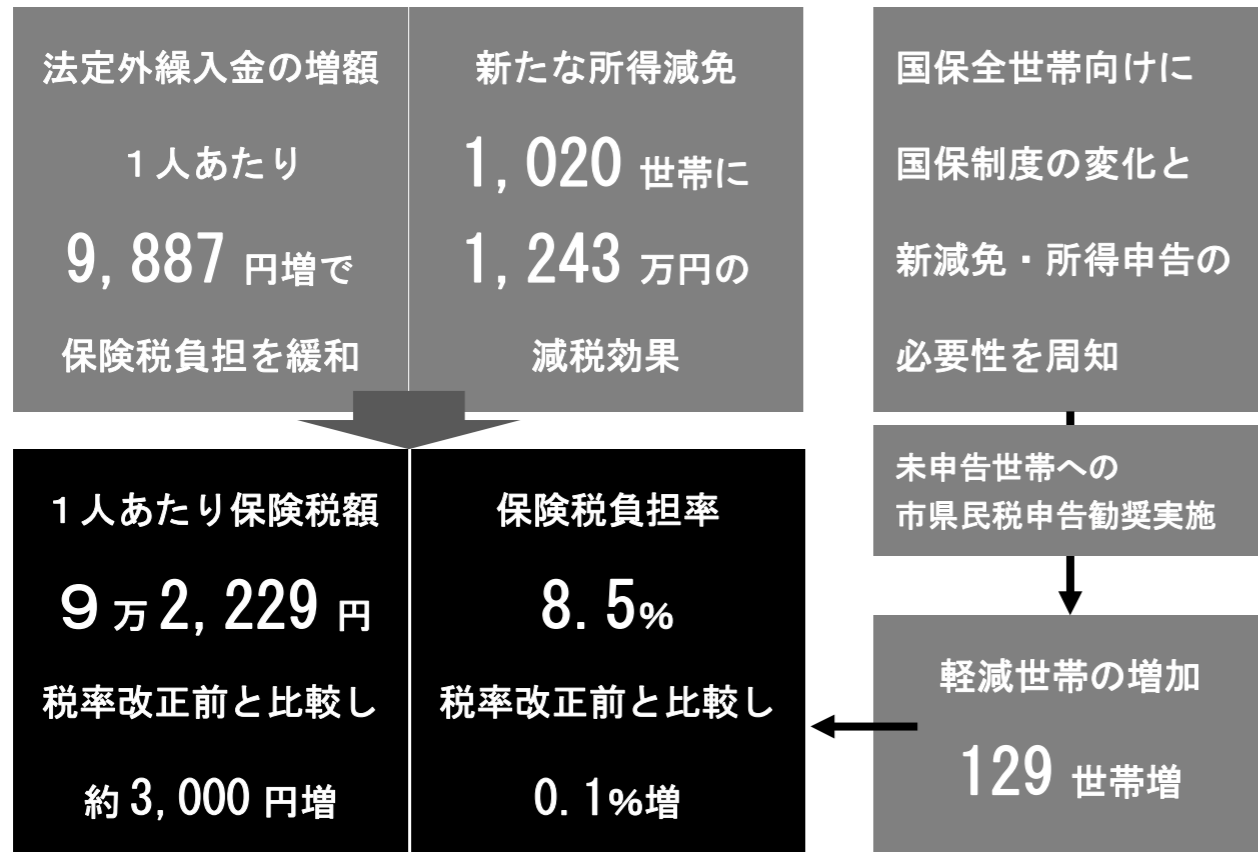 法定外繰入金の増額
１人あたり
9,887 円増で
保険税負担を緩和
新たな所得減免
1,020 世帯に
1,243 万円の
減税効果
国保全世帯向けに
国保制度の変化と
新減免・所得申告の
必要性を周知
未申告世帯への
市県民税申告勧奨実施
軽減世帯の増加
129 世帯増
１人あたり保険税額
９万 2,229 円
税率改正前と比較し
約 3,000 円増
保険税負担率
8.5%
税率改正前と比較し
0.1%増